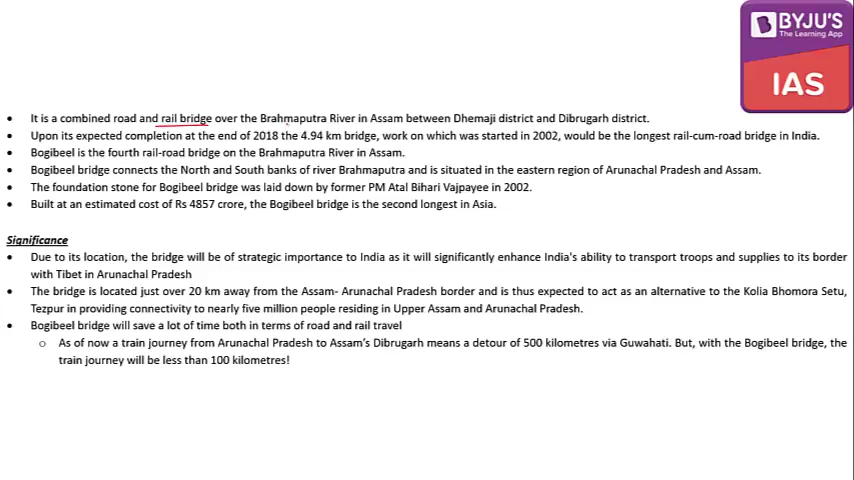 BYJU'S
The Learning App
IAS
• It is a combined road and rail bridge over the Brahmaputra River in Assam between Dhemaji district and Dibrugarh district.
• Upon its expected completion at the end of 2018 the 4.94 km bridge, work on which was started in 2002, would be the longest rail-cum-road bridge in India.
• Bogibeel is the fourth rail-road bridge on the Brahmaputra River in Assam.
• Bogibeel bridge connects the North and South banks of river Brahmaputra and is situated in the eastern region of Arunachal Pradesh and Assam.
• The foundation stone for Bogibeel bridge was laid down by former PM Atal Bihari Vajpayee in 2002.
• Built at an estimated cost of Rs 4857 crore, the Bogibeel bridge is the second longest in Asia.
Significance
• Due to its location, the bridge will be of strategic importance to India as it will significantly enhance India's ability to transport troops and supplies to its border
with Tibet in Arunachal Pradesh
• The bridge is located just over 20 km away from the Assam- Arunachal Pradesh border and is thus expected to act as an alternative to the Kolia Bhomora Setu,
Tezpur in providing connectivity to nearly five million people residing in Upper Assam and Arunachal Pradesh.
• Bogibeel bridge will save a lot of time both in terms of road and rail travel
o As of now a train journey from Arunachal Pradesh to Assam's Dibrugarh means a detour of 500 kilometres via Guwahati. But, with the Bogibeel bridge, the
train journey will be less than 100 kilometres!